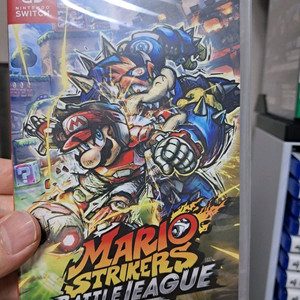 NINTENDO
SWITCH
MARIO
STRIKERS
BATTLE LEAGUE